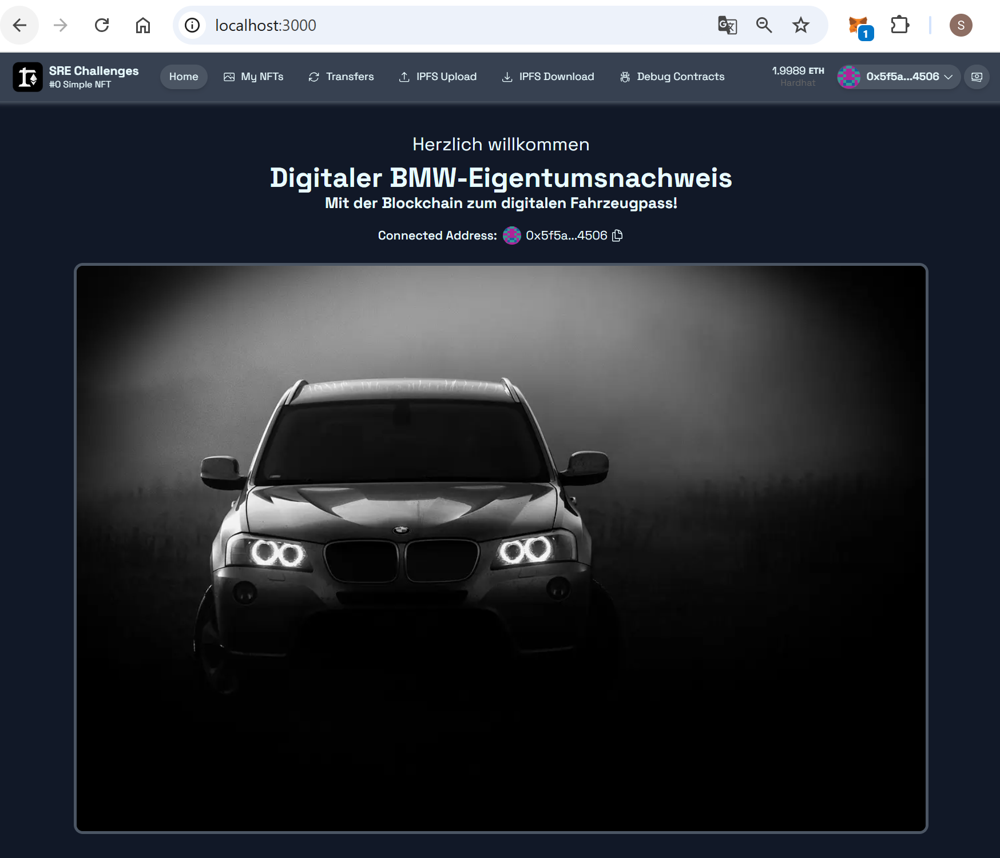 localhost:3000
1
S
SRE Challenges
#0 Simple NFT
Home
My NFTs
Transfers
IPFS Upload
IPFS Download
Debug Contracts
1.9989 ETH
Hardhat
0x5f5a...4506
Herzlich willkommen
Digitaler BMW-Eigentumsnachweis
Mit der Blockchain zum digitalen Fahrzeugpass!
Connected Address: 0x5f5a...4506